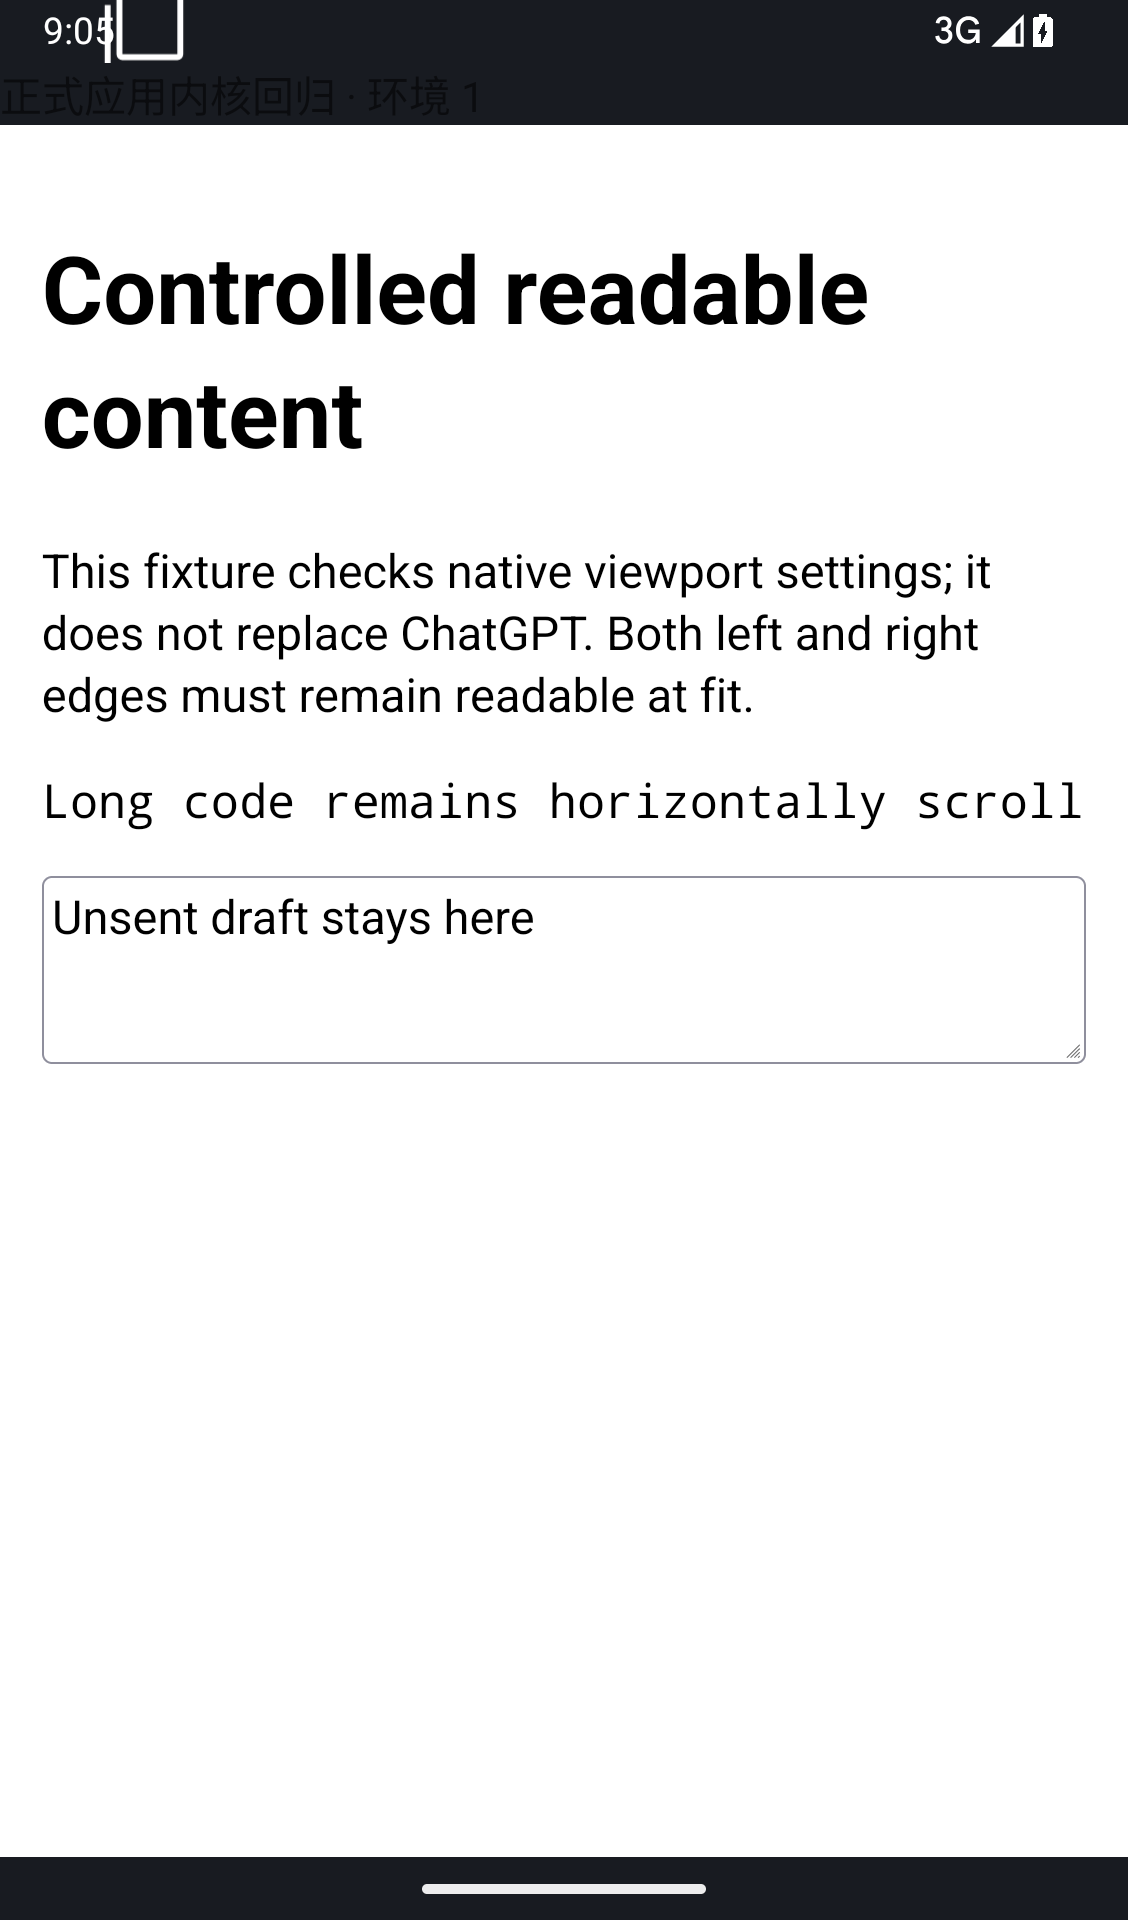 9:05
3G
正式应用内核回归 · 环境 1
Controlled readable
content
This fixture checks native viewport settings; it
does not replace ChatGPT. Both left and right
edges must remain readable at fit.
Long code remains horizontally scroll
Unsent draft stays here